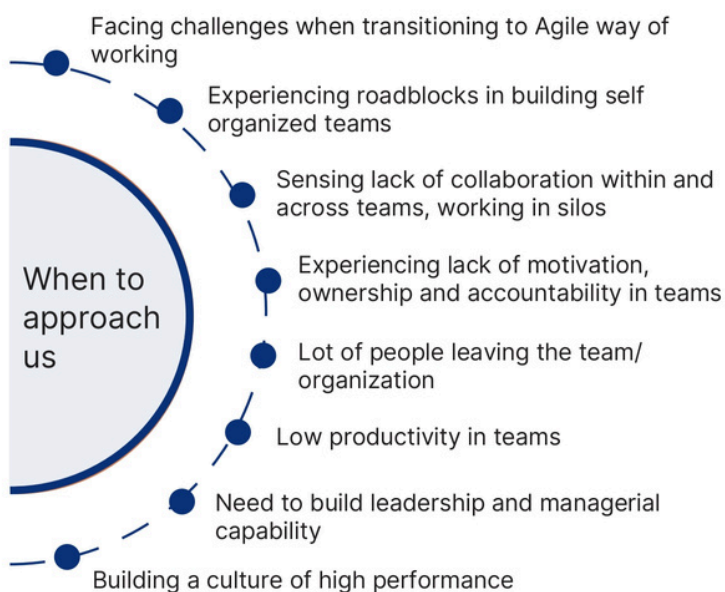 Facing challenges when transitioning to Agile way of
working
Experiencing roadblocks in building self
organized teams
Sensing lack of collaboration within and
across teams, working in silos
When to
approach
us
Experiencing lack of motivation,
ownership and accountability in teams
Lot of people leaving the team/
organization
Low productivity in teams
Need to build leadership and managerial
capability
Building a culture of high performance